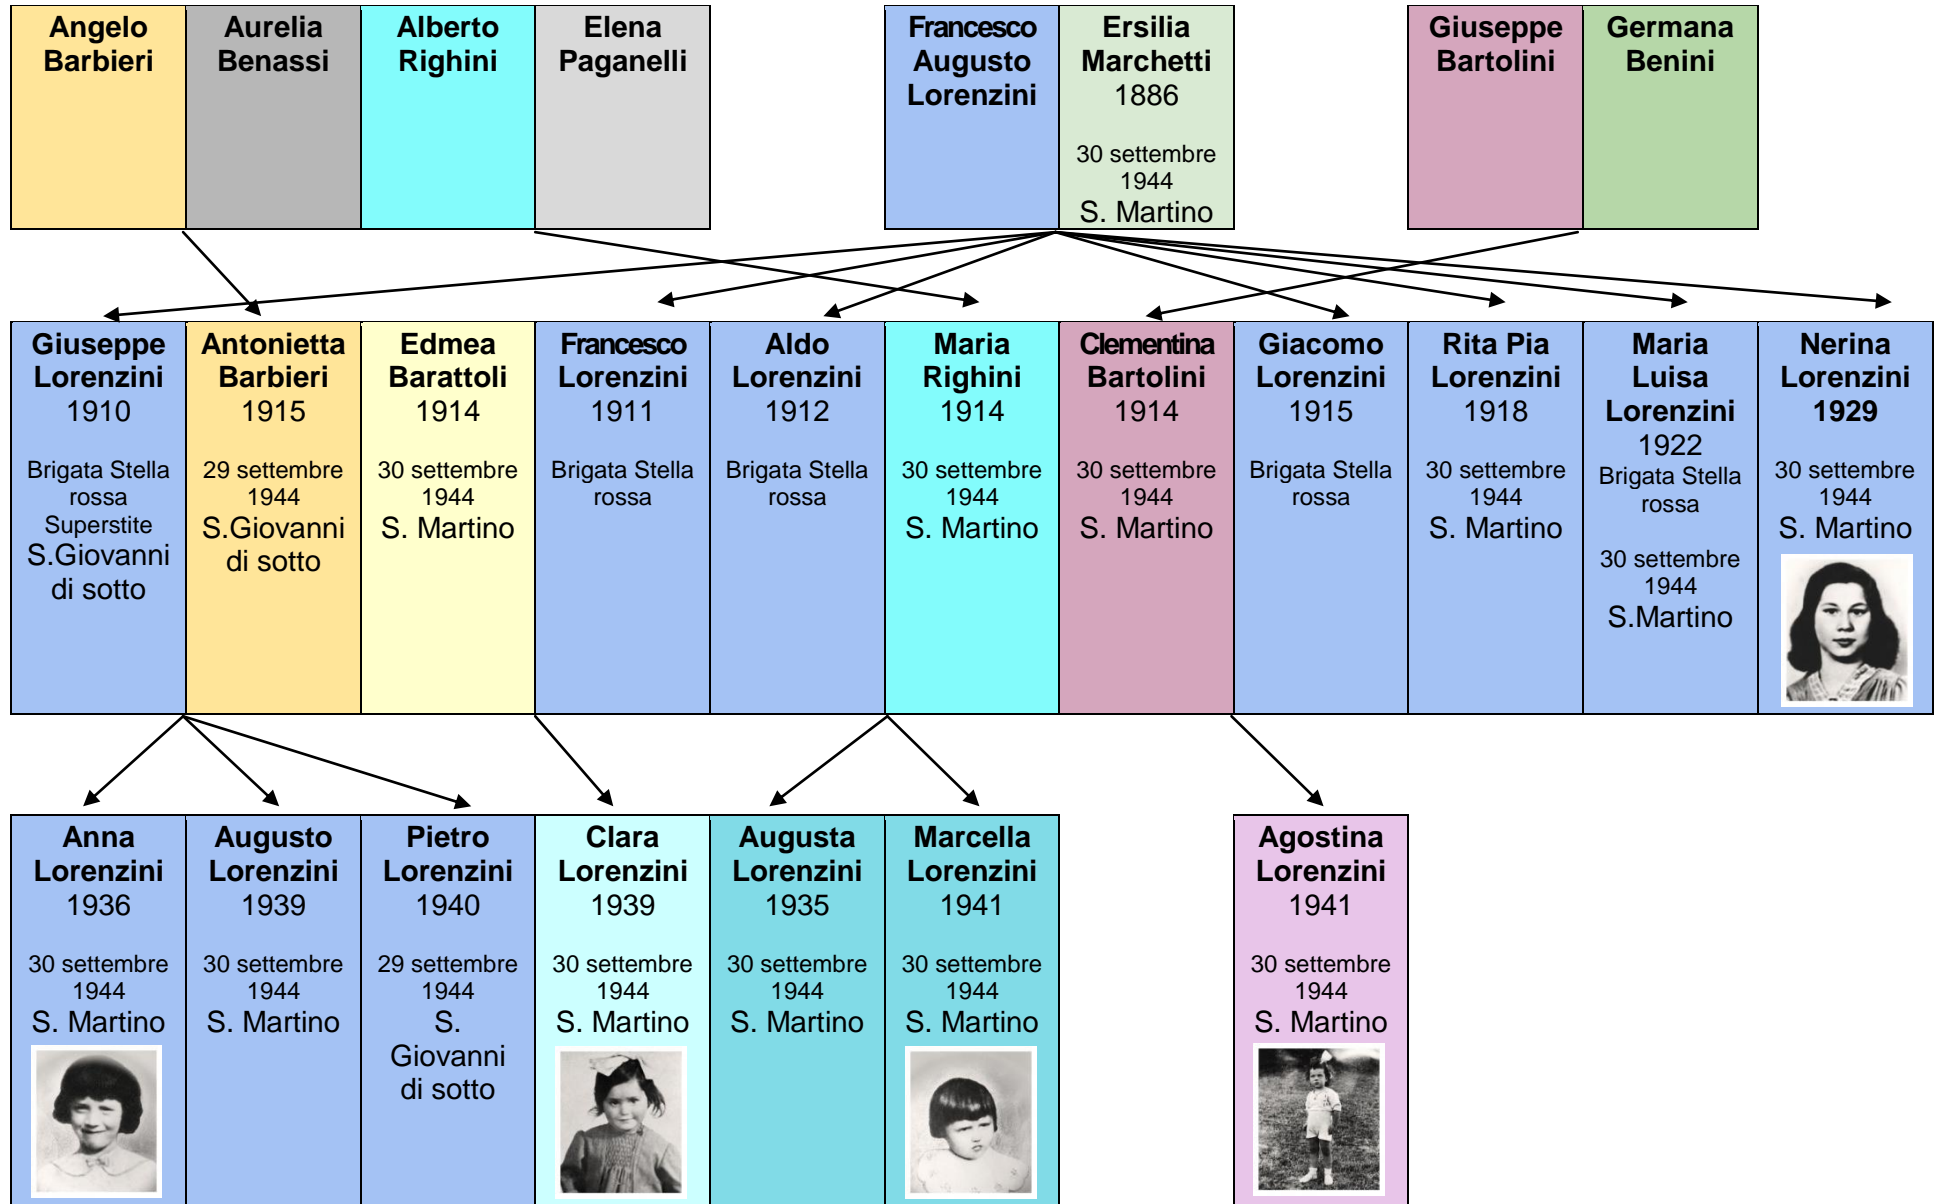 Angelo
Barbieri
Aurelia
Benassi
Alberto
Righini
Elena
Paganelli
Francesco
Augusto
Lorenzini
Ersilia
Marchetti
1886
30 settembre
1944
S. Martino
Giuseppe
Bartolini
Germana
Benini
Giuseppe
Lorenzini
1910
Brigata Stella
rossa
Superstite
S.Giovanni
di sotto
Antonietta
Barbieri
1915
29 settembre
1944
S.Giovanni
di sotto
Edmea
Barattoli
1914
30 settembre
1944
S. Martino
Francesco
Lorenzini
1911
Brigata Stella
rossa
Aldo
Lorenzini
1912
Brigata Stella
rossa
Maria
Righini
1914
30 settembre
1944
S. Martino
Clementina
Bartolini
1914
30 settembre
1944
S. Martino
Giacomo
Lorenzini
1915
Brigata Stella
rossa
Rita Pia
Lorenzini
1918
30 settembre
1944
S. Martino
Maria
Luisa
Lorenzini
1922
Brigata Stella
rossa
30 settembre
1944
S.Martino
Nerina
Lorenzini
1929
30 settembre
1944
S. Martino
Anna
Lorenzini
1936
30 settembre
1944
S. Martino
Augusto
Lorenzini
1939
30 settembre
1944
S. Martino
Pietro
Lorenzini
1940
29 settembre
1944
S.
Giovanni
di sotto
Clara
Lorenzini
1939
30 settembre
1944
S. Martino
Augusta
Lorenzini
1935
30 settembre
1944
S. Martino
Marcella
Lorenzini
1941
30 settembre
1944
S. Martino
Agostina
Lorenzini
1941
30 settembre
1944
S. Martino